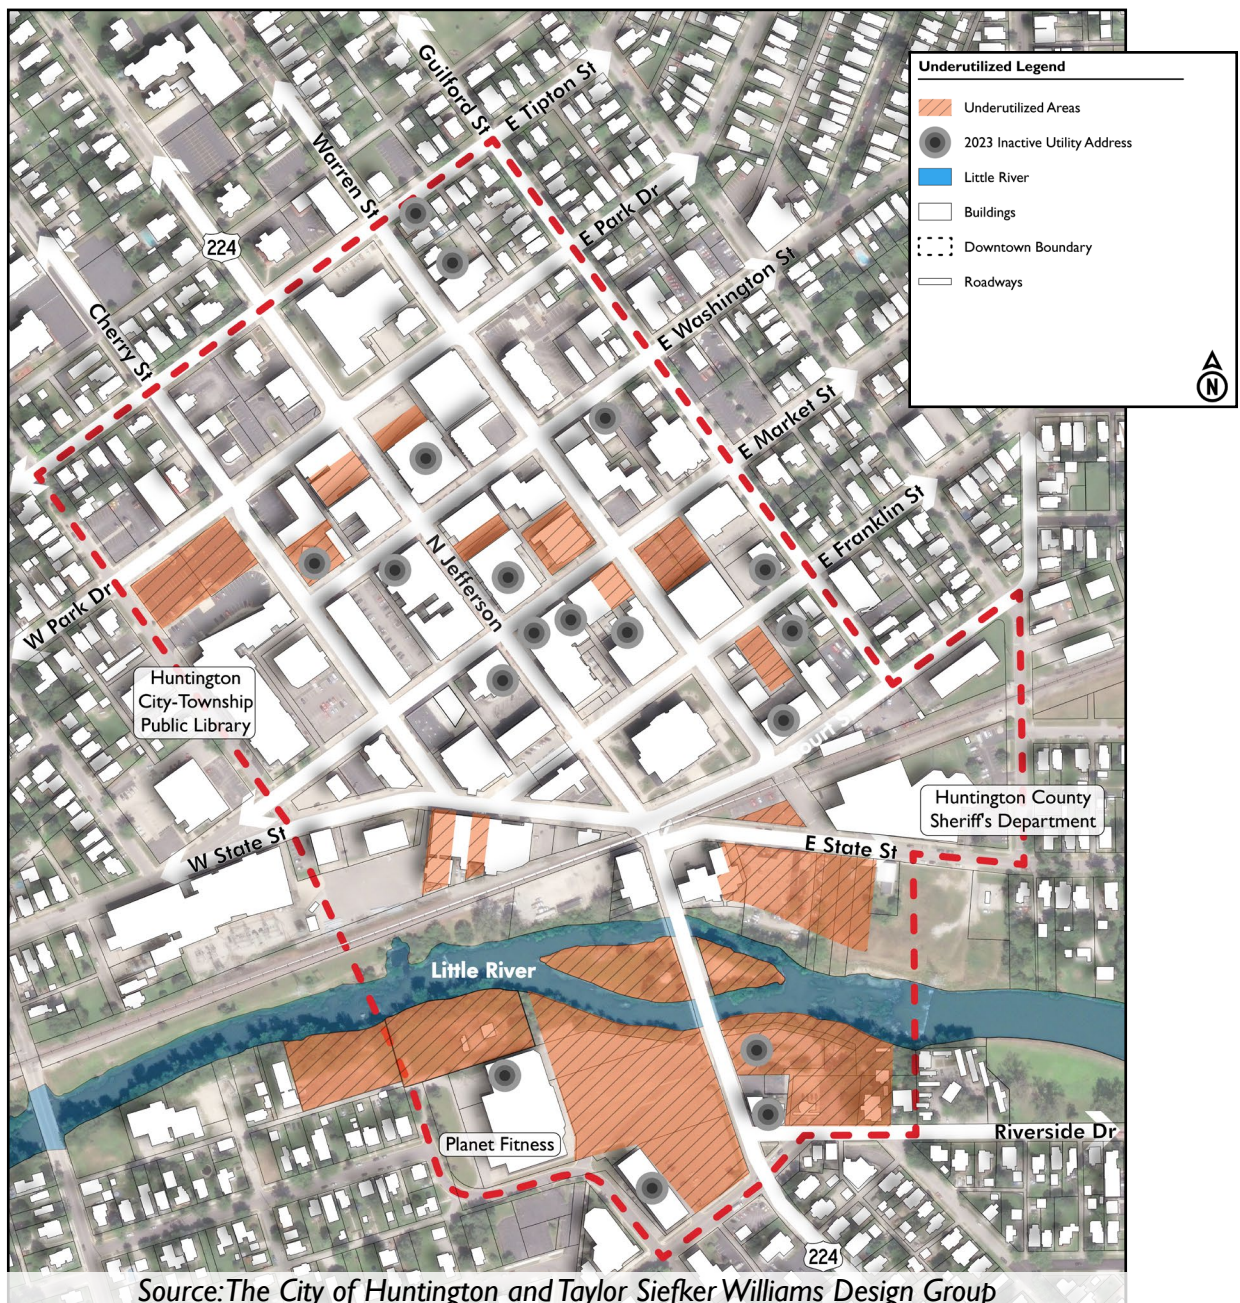 Underutilized Legend
Underutilized Areas
2023 Inactive Utility Address
Little River
Buildings
Downtown Boundary
Roadways
N
Guilford St
E Tipton St
Warren St
224
E Park Dr
Cherry St
E Washington St
E Market St
E Franklin St
N Jefferson
W Park Dr
Huntington
City-Township
Public Library
Court S
Huntington County
Sheriff's Department
W State St
E State St
Little River
Planet Fitness
Riverside Dr
224
Source: The City of Huntington and Taylor Siefker Williams Design Group